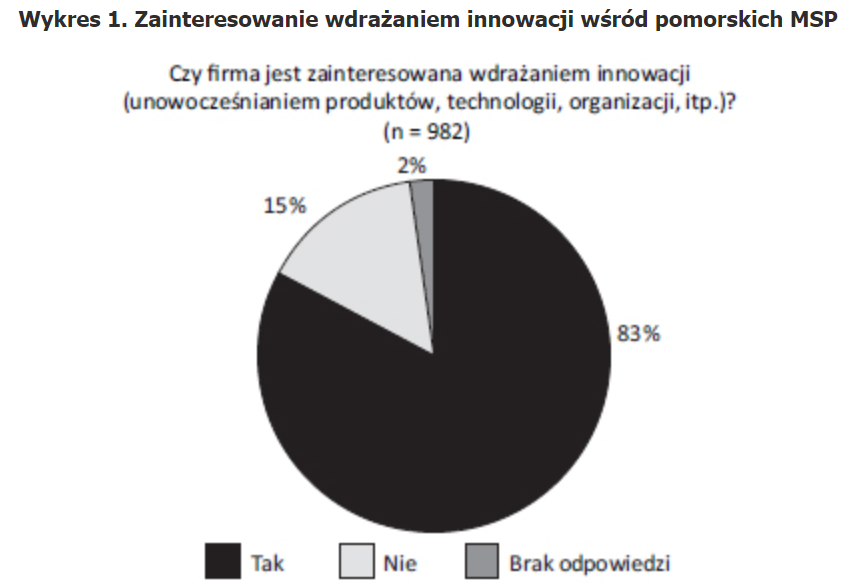 Wykres 1. Zainteresowanie wdrażaniem innowacji wśród pomorskich MSP
Czy firma jest zainteresowana wdrażaniem innowacji
(unowocześnianiem produktów, technologii, organizacji, itp.)?
(n = 982)
2%
15%
83%
Tak
Nie
Brak odpowiedzi